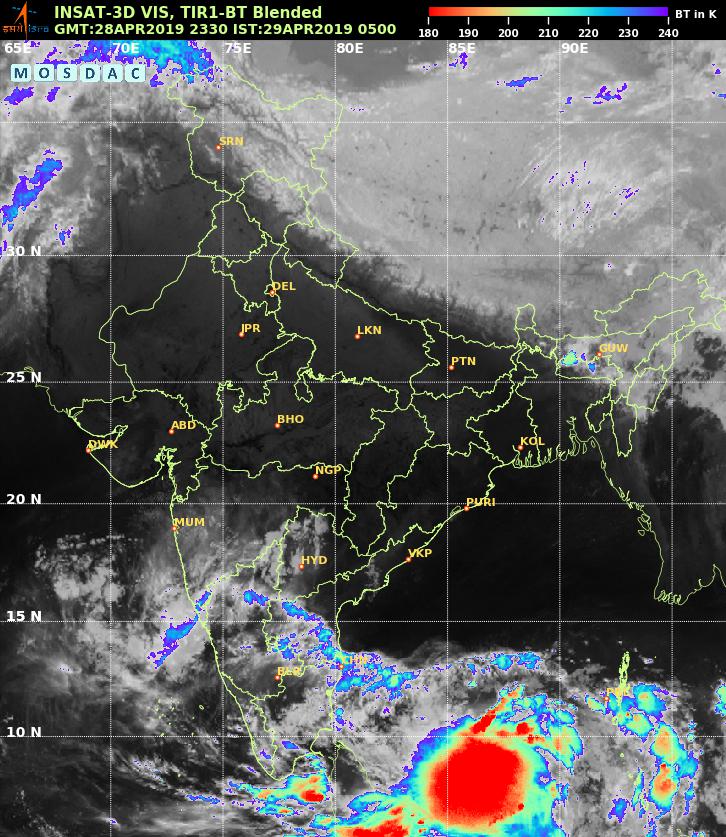 INSAT-3D VIS, TIR1-BT Blended
GMT:28APR2019 2330 IST:29APR2019 0500
BT in K
180 190 200 210 220 230 240
65E 70E 75E 80E 85E 90E
MOSDAC
SRN
30 N
DEL
JPR
LKN
GUW
PTN
25 N
ABD
BHO
DWK
KOL
NGP
20 N
PURI
MUM
VKP
HYD
15 N
BLR
10 N